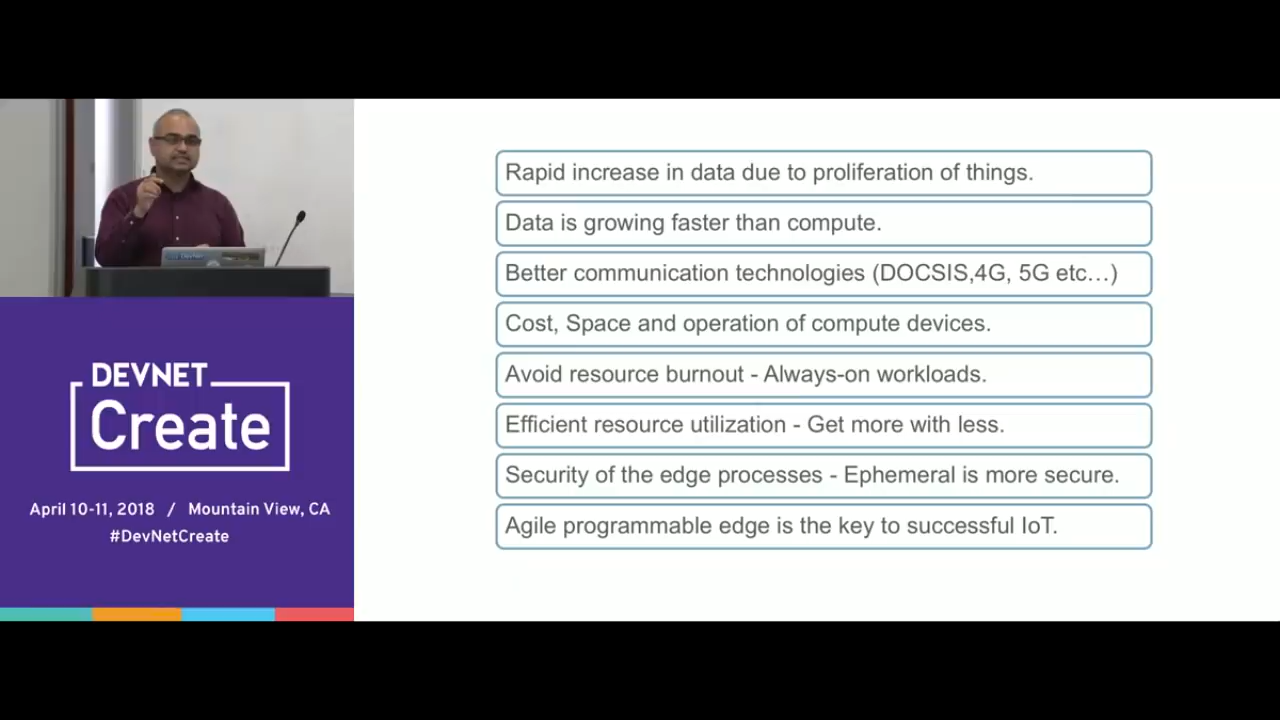 Rapid increase in data due to proliferation of things.
Data is growing faster than compute.
Better communication technologies (DOCSIS,4G, 5G etc…)
Cost, Space and operation of compute devices.
Avoid resource burnout - Always-on workloads.
Efficient resource utilization - Get more with less.
Security of the edge processes - Ephemeral is more secure.
Agile programmable edge is the key to successful IoT.
DEVNET
Create
April 10-11, 2018 / Mountain View, CA
#DevNetCreate